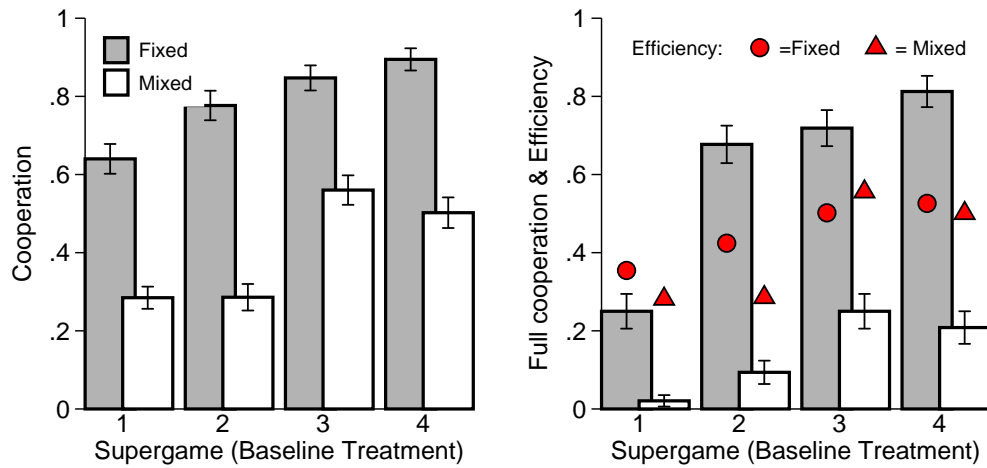 Cooperation
1
.8
.6
.4
.2
0
Fixed
Mixed
1 2 3 4
Supergame (Baseline Treatment)
Full cooperation & Efficiency
1
.8
.6
.4
.2
0
Efficiency: =Fixed = Mixed
1 2 3 4
Supergame (Baseline Treatment)